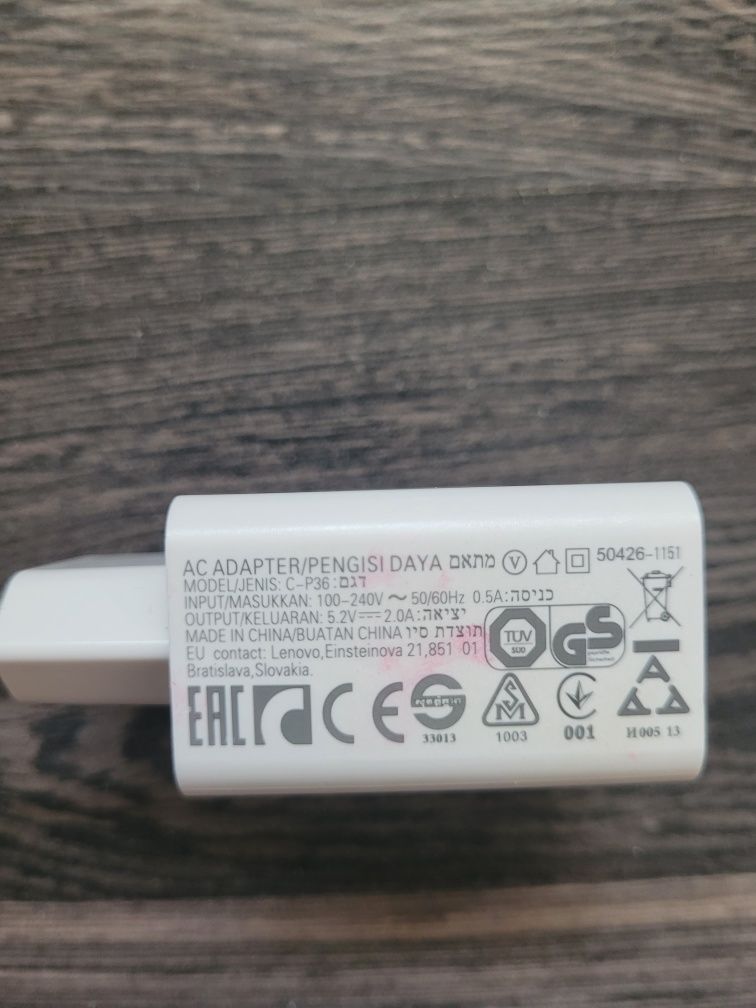 AC ADAPTER/PENGISI DAYA מתאם V 50426-1151
MODEL/JENIS: C-P36 :דגם
INPUT/MASUKKAN: 100-240V ~ 50/60Hz 0.5A :כניסה
OUTPUT/KELUARAN: 5.2V⎓2.0A :יציאה
MADE IN CHINA/BUATAN CHINA תוצרת סין
EU contact: Lenovo,Einsteinova 21,851 01
Bratislava,Slovakia.
TUV
SUD
GS
EAC CE
S
M
33013
1003
001
И005 13